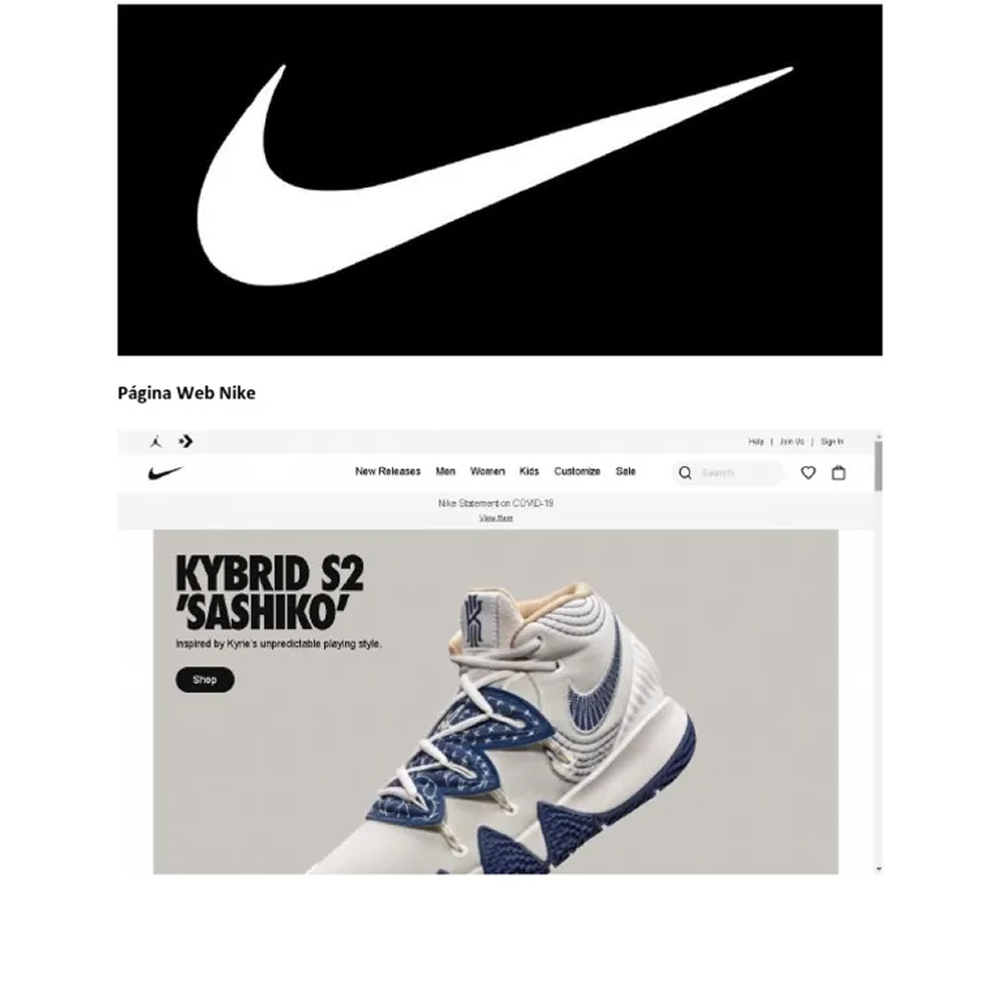 Página Web Nike
Help | Join Us | Sign In
New Releases Men Women Kids Customize Sale Search
Nike Statement on COVID-19
View More
KYBRID S2
'SASHIKO'
Inspired by Kyrie's unpredictable playing style.
Shop